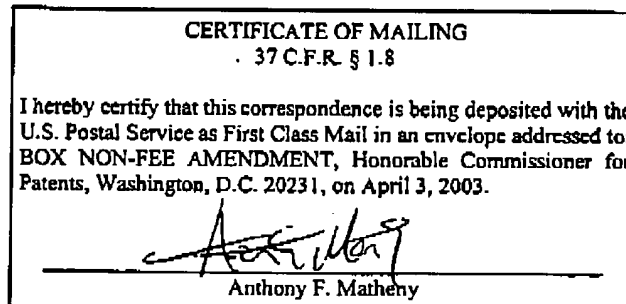 CERTIFICATE OF MAILING
37 C.F.R. § 1.8
I hereby certify that this correspondence is being deposited with the
U.S. Postal Service as First Class Mail in an envelope addressed to
BOX NON-FEE AMENDMENT, Honorable Commissioner for
Patents, Washington, D.C. 20231, on April 3, 2003.
Anthony F. Matheny